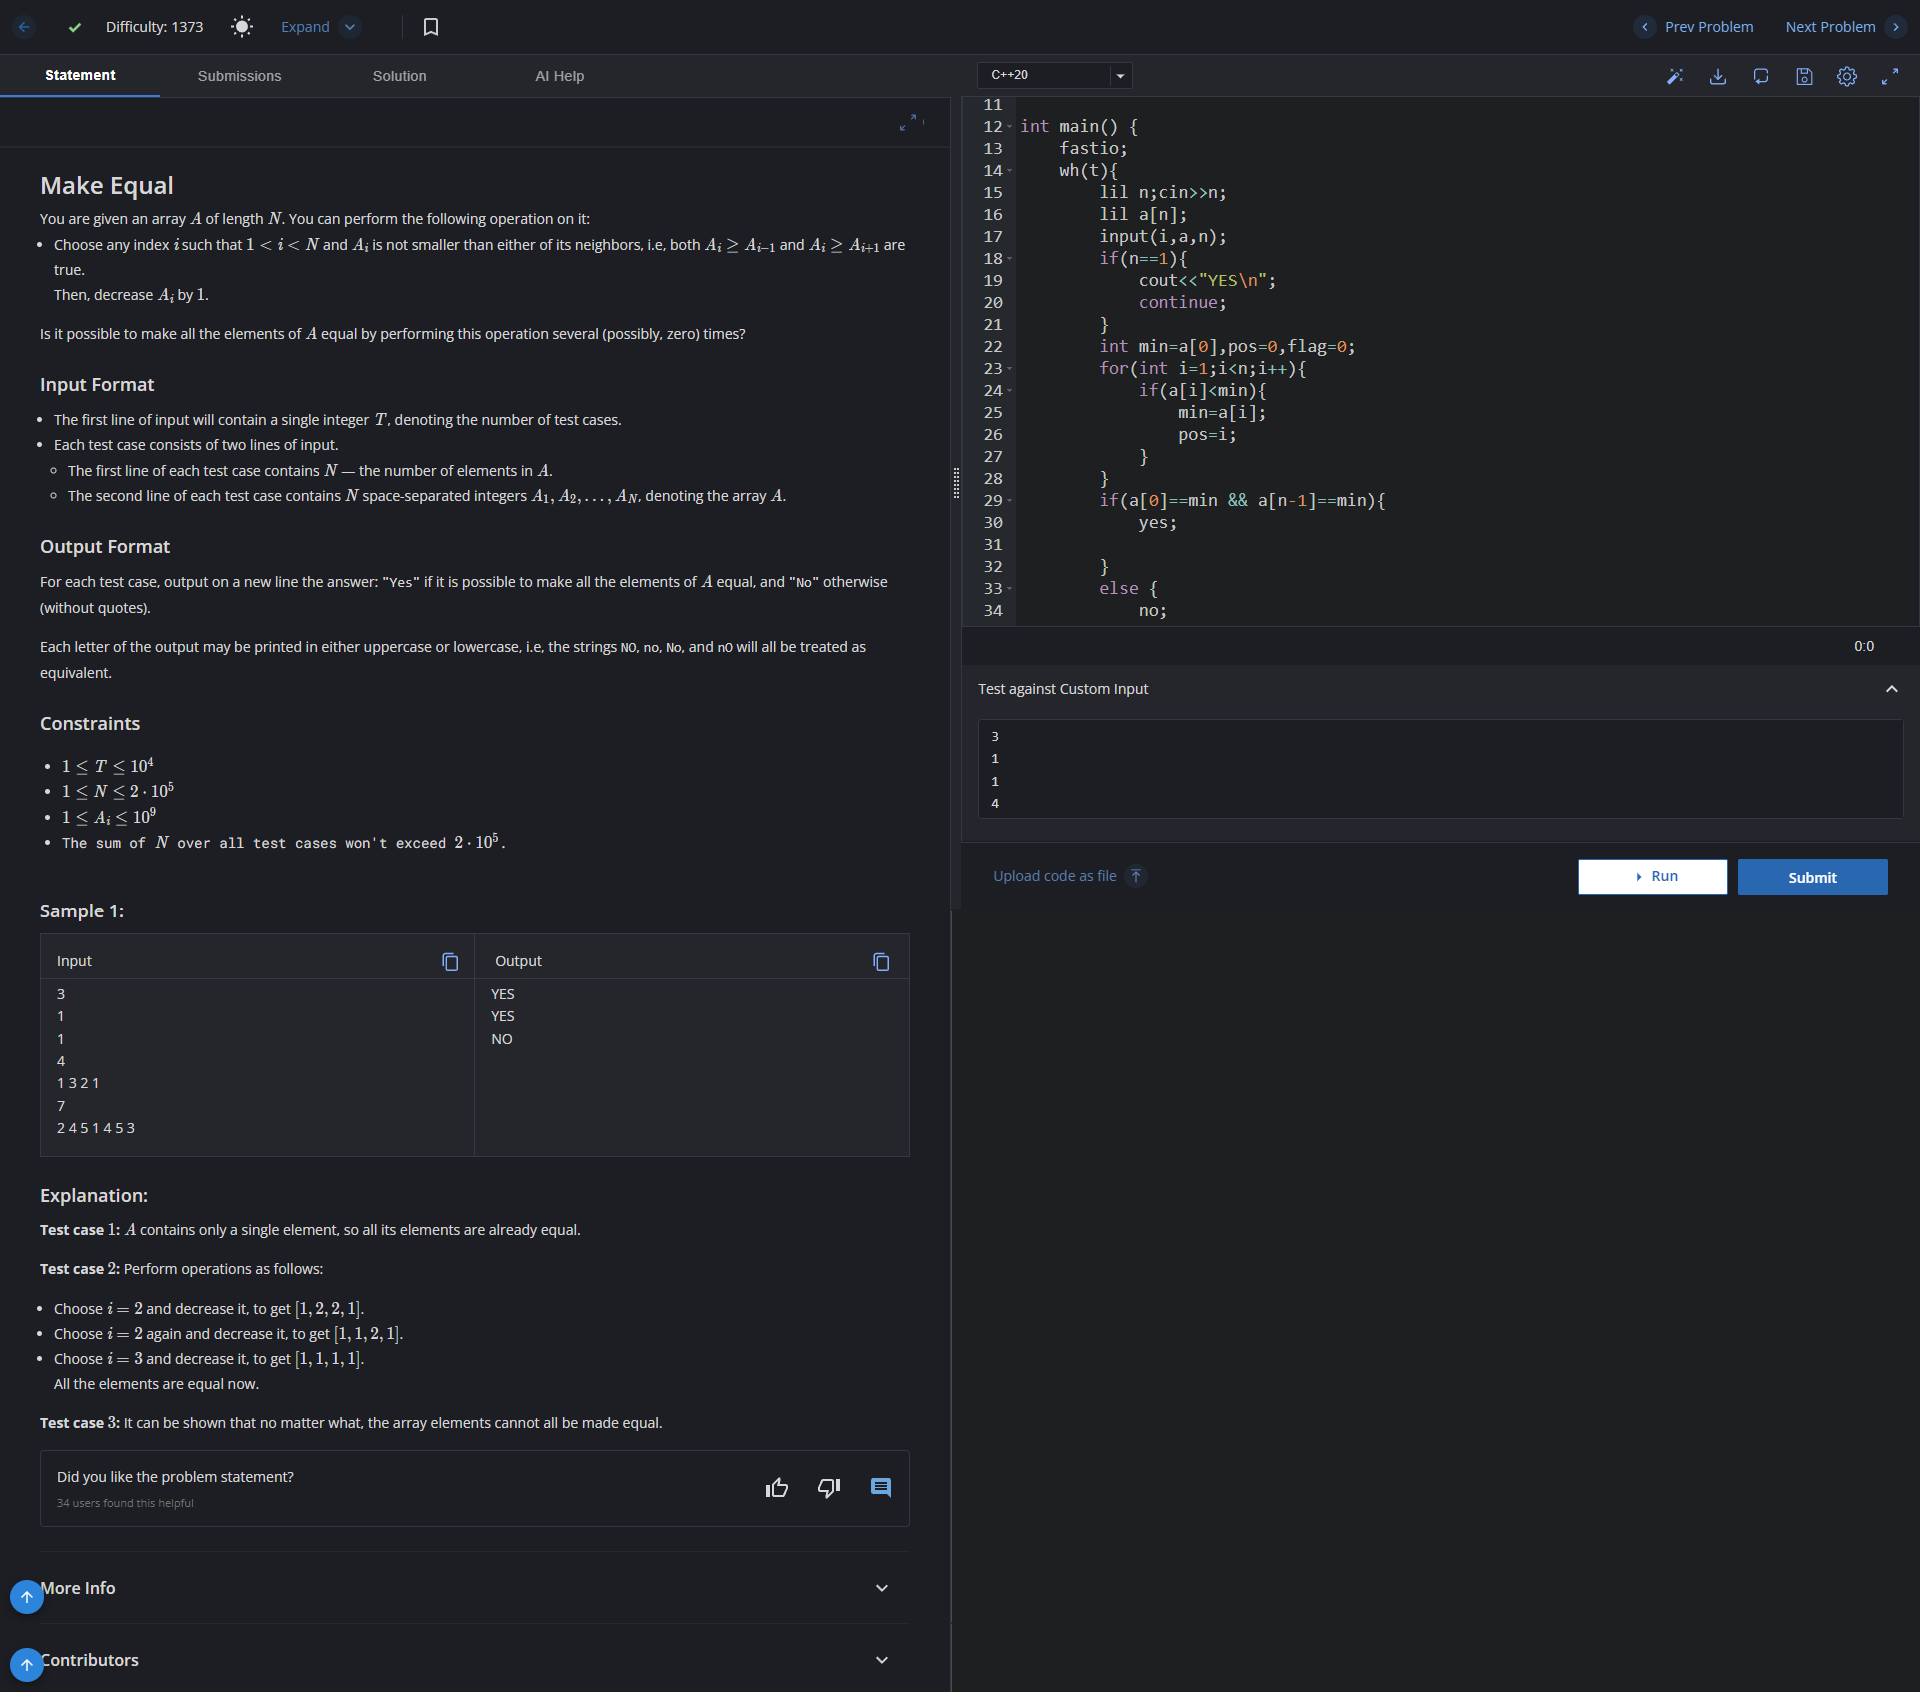 Difficulty: 1373
Expand
Prev Problem
Next Problem
Statement
Submissions
Solution
AI Help
Make Equal
You are given an array A of length N. You can perform the following operation on it:
• Choose any index i such that 1 < i < N and A_i is not smaller than either of its neighbors, i.e, both A_i ≥ A_{i−1} and A_i ≥ A_{i+1} are
true.
Then, decrease A_i by 1.
Is it possible to make all the elements of A equal by performing this operation several (possibly, zero) times?
Input Format
• The first line of input will contain a single integer T, denoting the number of test cases.
• Each test case consists of two lines of input.
◦ The first line of each test case contains N — the number of elements in A.
◦ The second line of each test case contains N space-separated integers A_1, A_2, . . . , A_N, denoting the array A.
Output Format
For each test case, output on a new line the answer: "Yes" if it is possible to make all the elements of A equal, and "No" otherwise
(without quotes).
Each letter of the output may be printed in either uppercase or lowercase, i.e, the strings NO, no, No, and nO will all be treated as
equivalent.
Constraints
• 1 ≤ T ≤ 10^4
• 1 ≤ N ≤ 2 · 10^5
• 1 ≤ A_i ≤ 10^9
• The sum of N over all test cases won't exceed 2 · 10^5.
Sample 1:
Input
Output
3
1
1
4
1 3 2 1
7
2 4 5 1 4 5 3
YES
YES
NO
Explanation:
Test case 1: A contains only a single element, so all its elements are already equal.
Test case 2: Perform operations as follows:
• Choose i = 2 and decrease it, to get [1, 2, 2, 1].
• Choose i = 2 again and decrease it, to get [1, 1, 2, 1].
• Choose i = 3 and decrease it, to get [1, 1, 1, 1].
All the elements are equal now.
Test case 3: It can be shown that no matter what, the array elements cannot all be made equal.
Did you like the problem statement?
34 users found this helpful
More Info
Contributors
C++20
11
12 int main() {
13 fastio;
14 wh(t){
15 lil n;cin>>n;
16 lil a[n];
17 input(i,a,n);
18 if(n==1){
19 cout<<"YES\n";
20 continue;
21 }
22 int min=a[0],pos=0,flag=0;
23 for(int i=1;i<n;i++){
24 if(a[i]<min){
25 min=a[i];
26 pos=i;
27 }
28 }
29 if(a[0]==min && a[n-1]==min){
30 yes;
31
32 }
33 else {
34 no;
0:0
Test against Custom Input
3
1
1
4
Upload code as file
Run
Submit